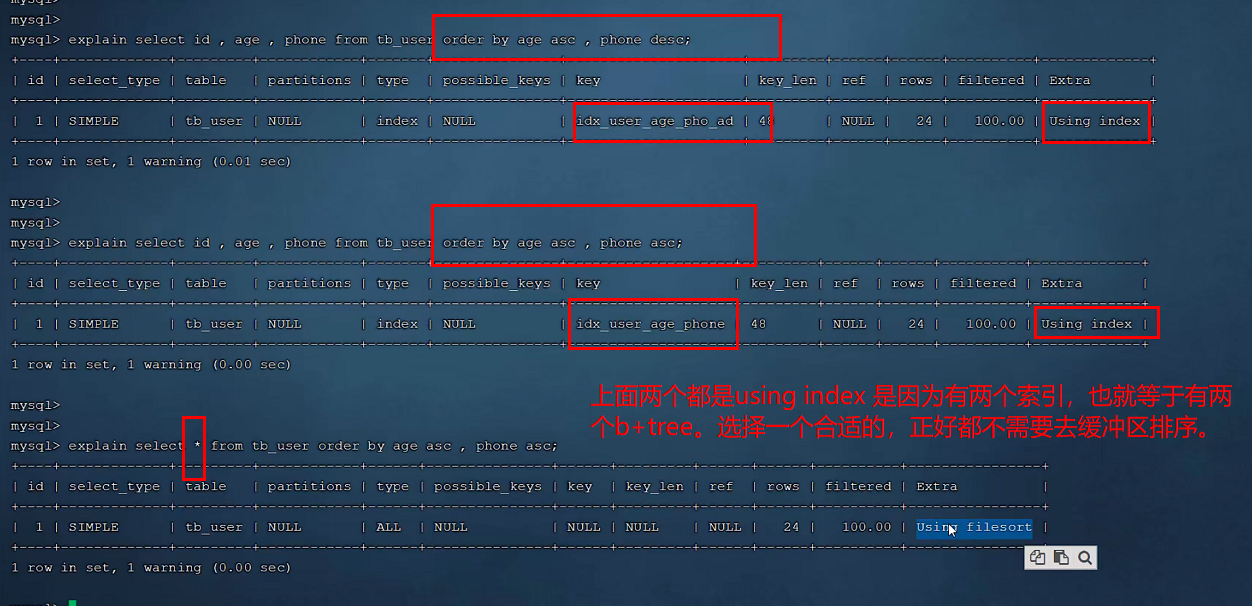 mysql>
mysql>
mysql> explain select id , age , phone from tb_user order by age asc , phone desc;
+----+-------------+---------+------------+-------+---------------+---------------------+---------+------+------+----------+-------------+
| id | select_type | table | partitions | type | possible_keys | key | key_len | ref | rows | filtered | Extra |
| 1 | SIMPLE | tb_user | NULL | index | NULL | idx_user_age_pho_ad | 48 | NULL | 24 | 100.00 | Using index |
1 row in set, 1 warning (0.01 sec)
mysql>
mysql>
mysql> explain select id , age , phone from tb_user order by age asc , phone asc;
| id | select_type | table | partitions | type | possible_keys | key | key_len | ref | rows | filtered | Extra |
| 1 | SIMPLE | tb_user | NULL | index | NULL | idx_user_age_phone | 48 | NULL | 24 | 100.00 | Using index |
1 row in set, 1 warning (0.00 sec)
上面两个都是using index 是因为有两个索引，也就等于有两
个b+tree。选择一个合适的，正好都不需要去缓冲区排序。
mysql>
mysql>
mysql> explain select * from tb_user order by age asc , phone asc;
| id | select_type | table | partitions | type | possible_keys | key | key_len | ref | rows | filtered | Extra |
| 1 | SIMPLE | tb_user | NULL | ALL | NULL | NULL | NULL | NULL | 24 | 100.00 | Using filesort |
1 row in set, 1 warning (0.00 sec)
mysql>